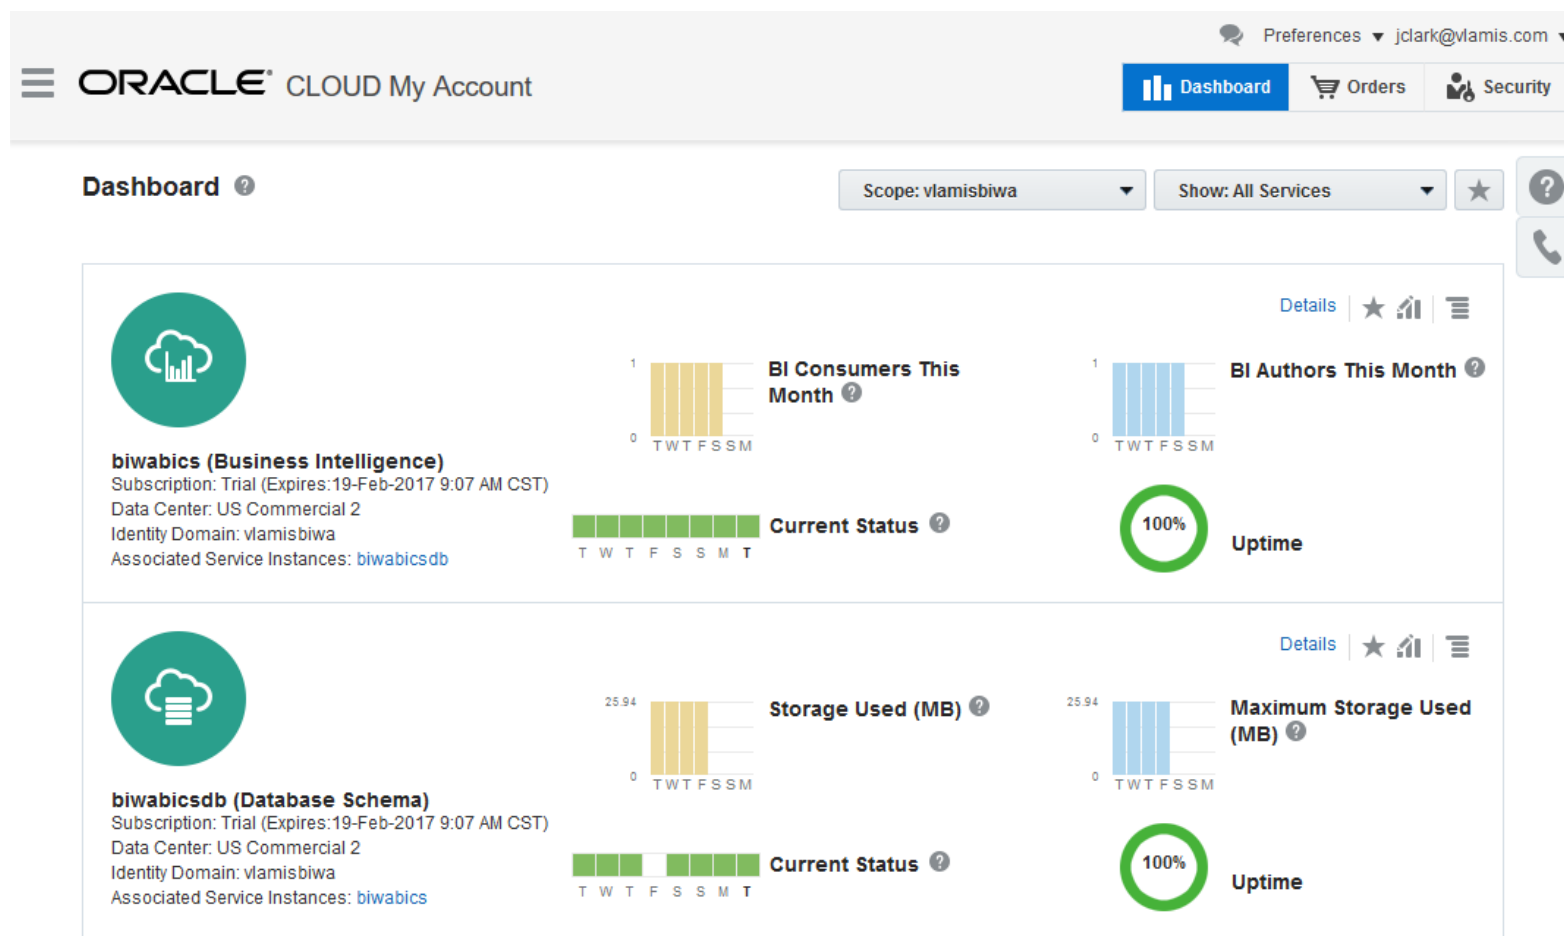 Preferences jclark@vlamis.com
ORACLE CLOUD My Account
Dashboard Orders Security
Dashboard ?
Scope: vlamisbiwa Show: All Services
?
Details
biwabics (Business Intelligence)
Subscription: Trial (Expires:19-Feb-2017 9:07 AM CST)
Data Center: US Commercial 2
Identity Domain: vlamisbiwa
Associated Service Instances: biwabicsdb
1
0
T W T F S S M
BI Consumers This
Month ?
1
0
T W T F S S M
BI Authors This Month ?
T W T F S S M T
Current Status ?
100%
Uptime
Details
biwabicsdb (Database Schema)
Subscription: Trial (Expires:19-Feb-2017 9:07 AM CST)
Data Center: US Commercial 2
Identity Domain: vlamisbiwa
Associated Service Instances: biwabics
25.94
0
T W T F S S M
Storage Used (MB) ?
25.94
0
T W T F S S M
Maximum Storage Used
(MB) ?
T W T F S S M T
Current Status ?
100%
Uptime